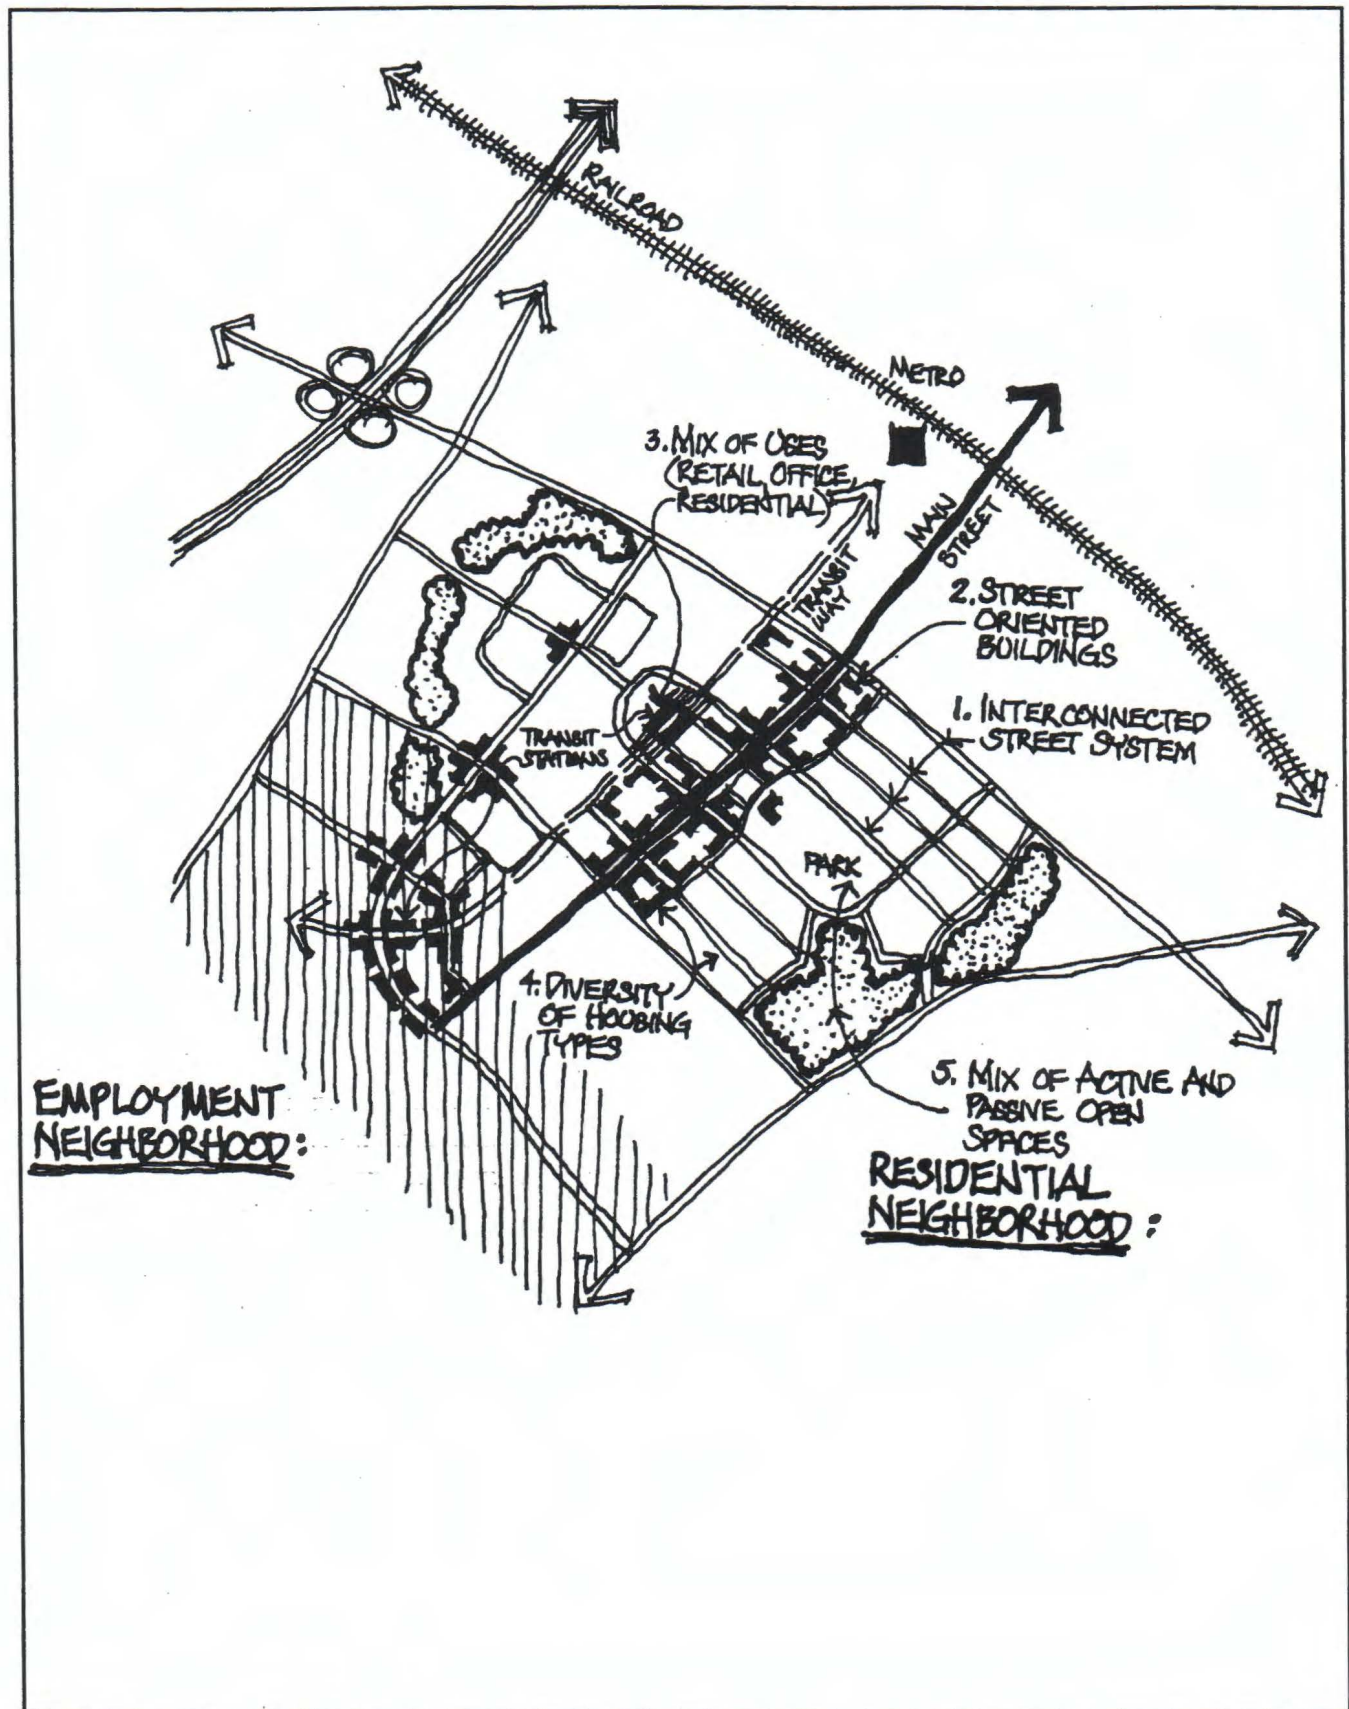 RAILROAD
METRO
3. MIX OF USES
(RETAIL, OFFICE,
RESIDENTIAL)
MAIN
STREET
TRANSIT
WAY
2. STREET
ORIENTED
BUILDINGS
1. INTERCONNECTED
STREET SYSTEM
TRANSIT
STATIONS
PARK
4. DIVERSITY
OF HOUSING
TYPES
5. MIX OF ACTIVE AND
PASSIVE OPEN
SPACES
EMPLOYMENT
NEIGHBORHOOD:
RESIDENTIAL
NEIGHBORHOOD: